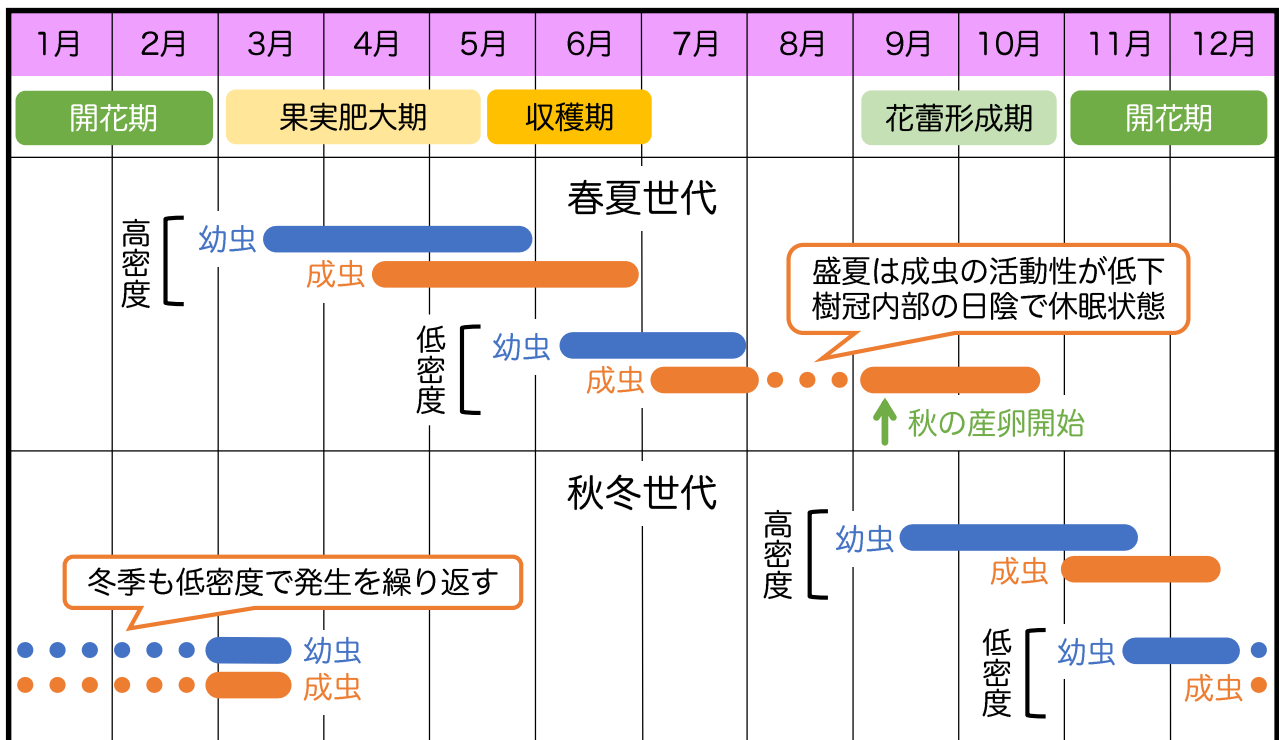 1月 2月 3月 4月 5月 6月 7月 8月 9月 10月 11月 12月
開花期 果実肥大期 収穫期 花蕾形成期 開花期
春夏世代
高密度
幼虫
成虫
盛夏は成虫の活動性が低下
樹冠内部の日陰で休眠状態
低密度
幼虫
成虫
秋の産卵開始
秋冬世代
高密度
幼虫
成虫
冬季も低密度で発生を繰り返す
幼虫
成虫
低密度
幼虫
成虫